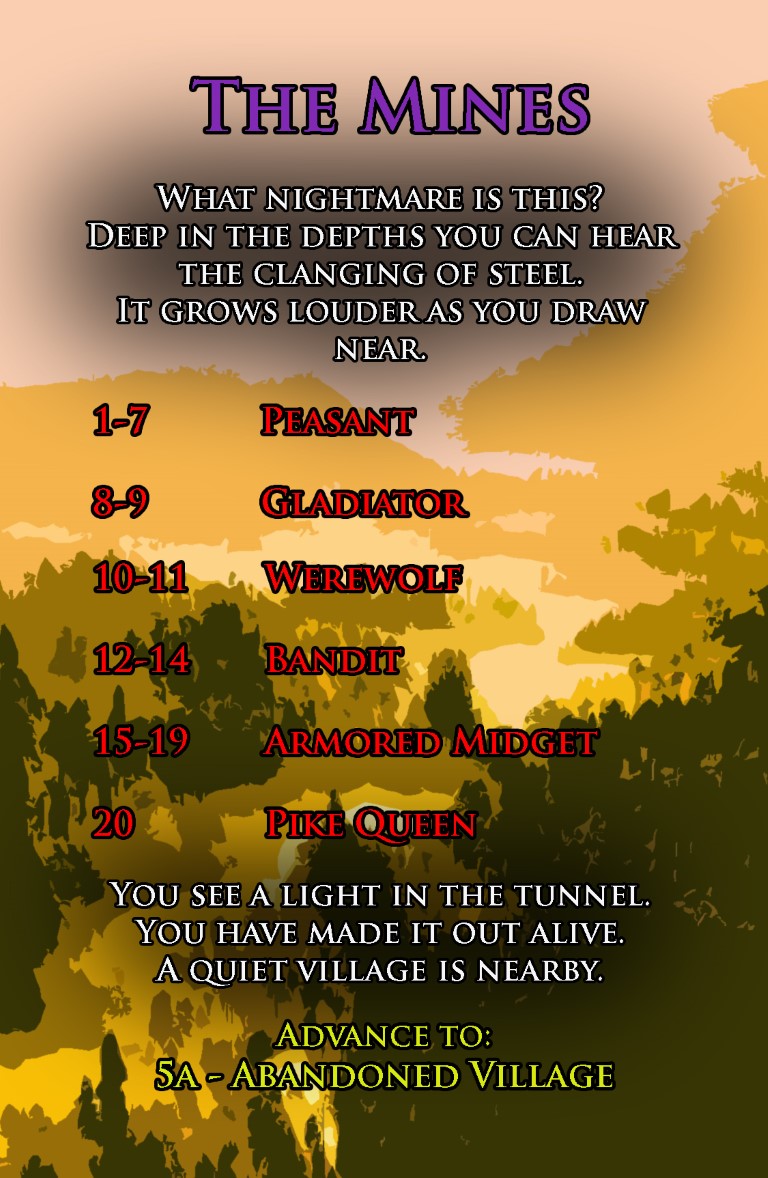 The Mines
What nightmare is this?
Deep in the depths you can hear
the clanging of steel.
It grows louder as you draw
near.
1-7 Peasant
8-9 Gladiator
10-11 Werewolf
12-14 Bandit
15-19 Armored Midget
20 Pike Queen
You see a light in the tunnel.
You have made it out alive.
A quiet village is nearby.
Advance to:
5a - Abandoned Village